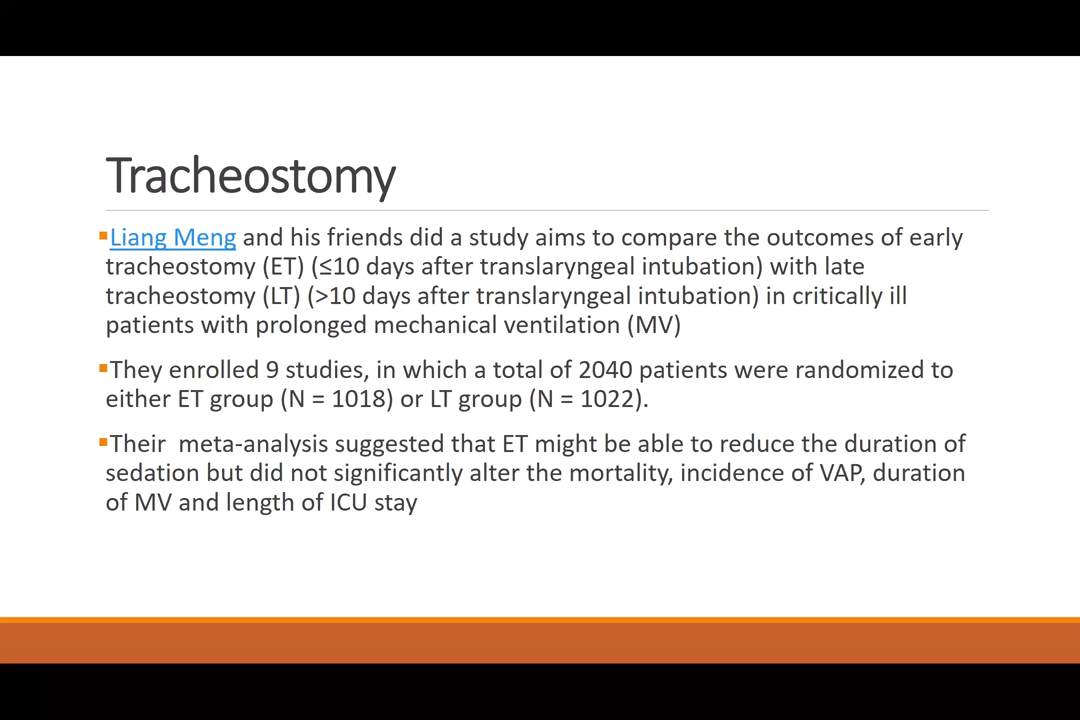 Tracheostomy
▪Liang Meng and his friends did a study aims to compare the outcomes of early
tracheostomy (ET) (≤10 days after translaryngeal intubation) with late
tracheostomy (LT) (>10 days after translaryngeal intubation) in critically ill
patients with prolonged mechanical ventilation (MV)
▪They enrolled 9 studies, in which a total of 2040 patients were randomized to
either ET group (N = 1018) or LT group (N = 1022).
▪Their  meta-analysis suggested that ET might be able to reduce the duration of
sedation but did not significantly alter the mortality, incidence of VAP, duration
of MV and length of ICU stay